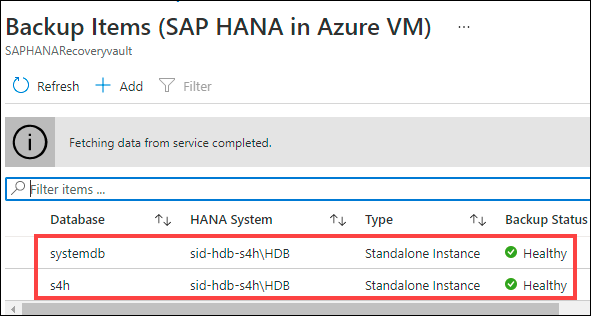 Backup Items (SAP HANA in Azure VM) ...
SAPHANARecoveryvault
Refresh Add Filter
Fetching data from service completed.
Filter items ...
Database HANA System Type Backup Status
systemdb sid-hdb-s4h\HDB Standalone Instance Healthy
s4h sid-hdb-s4h\HDB Standalone Instance Healthy